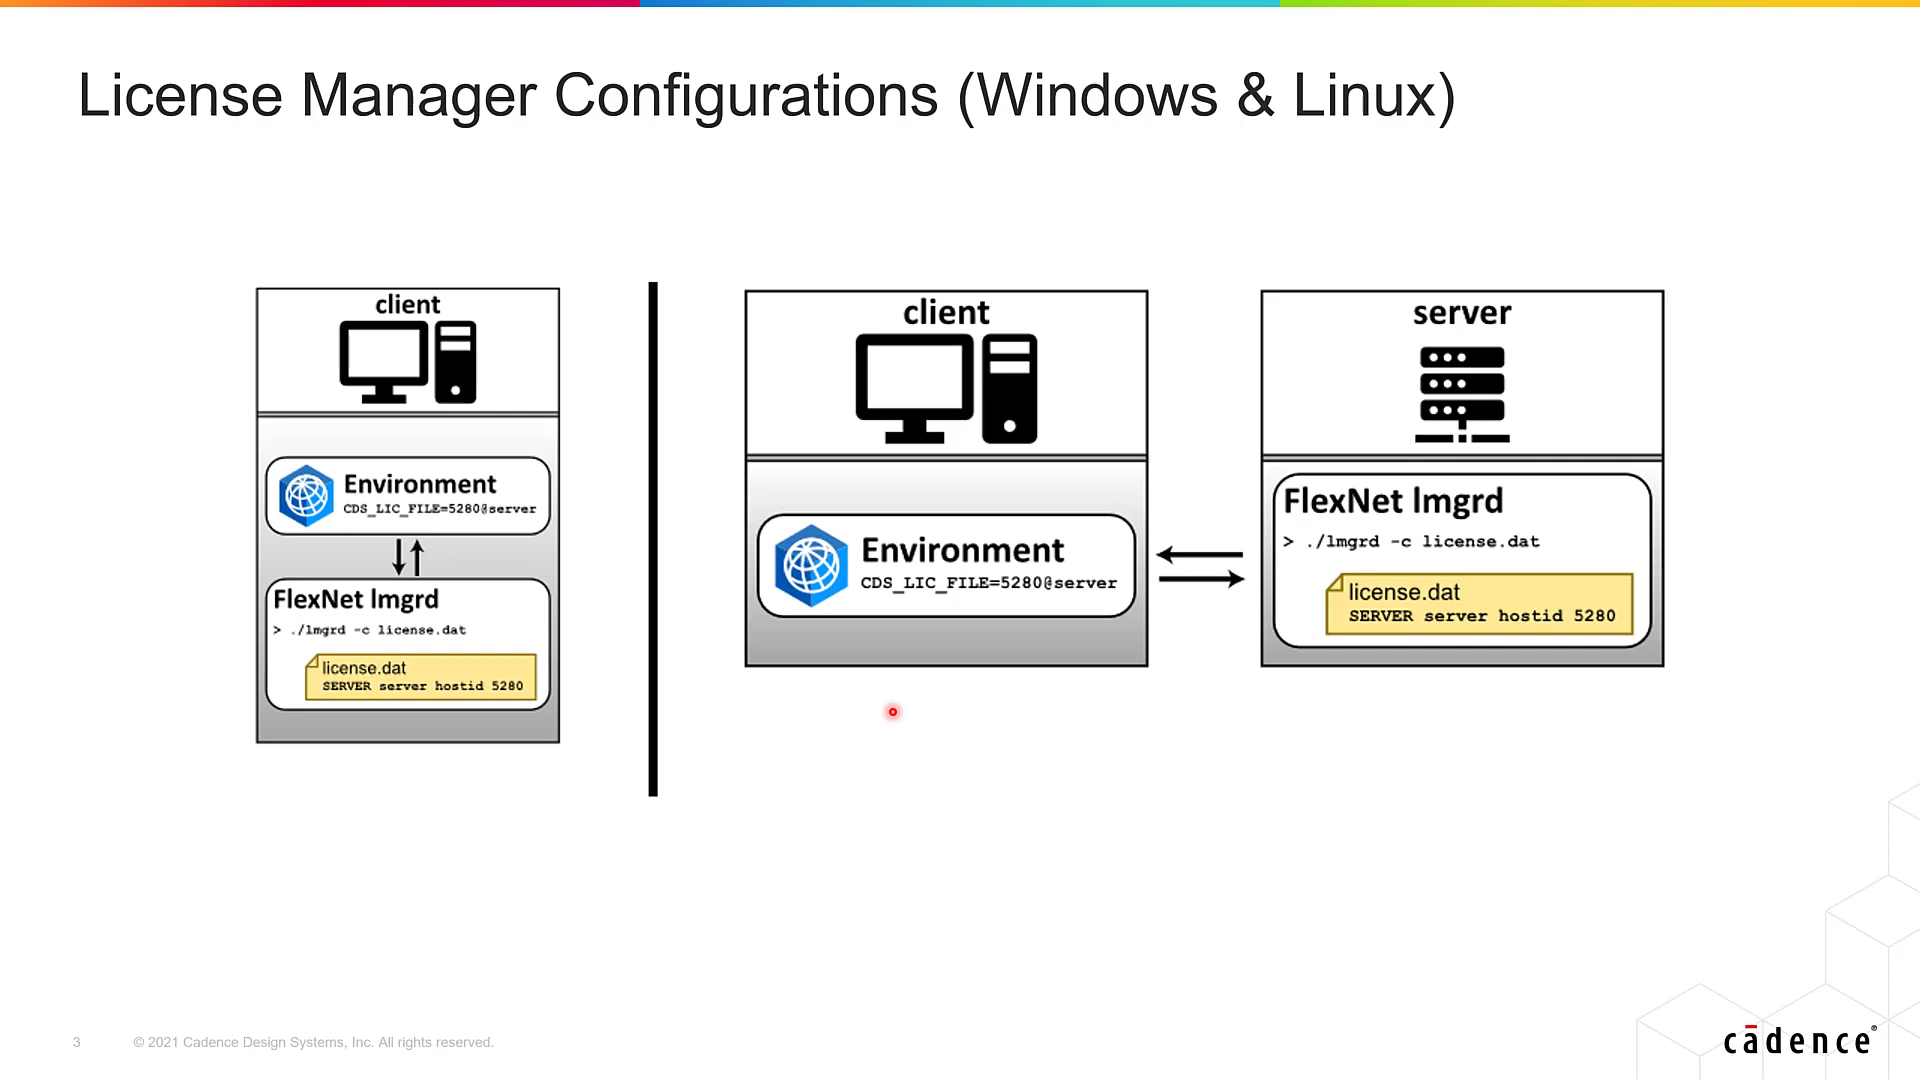 License Manager Configurations (Windows & Linux)
client
Environment
CDS_LIC_FILE=5280@server
FlexNet lmgrd
> ./lmgrd -c license.dat
license.dat
SERVER server hostid 5280
client
Environment
CDS_LIC_FILE=5280@server
server
FlexNet lmgrd
> ./lmgrd -c license.dat
license.dat
SERVER server hostid 5280
3
© 2021 Cadence Design Systems, Inc. All rights reserved.
cādence®